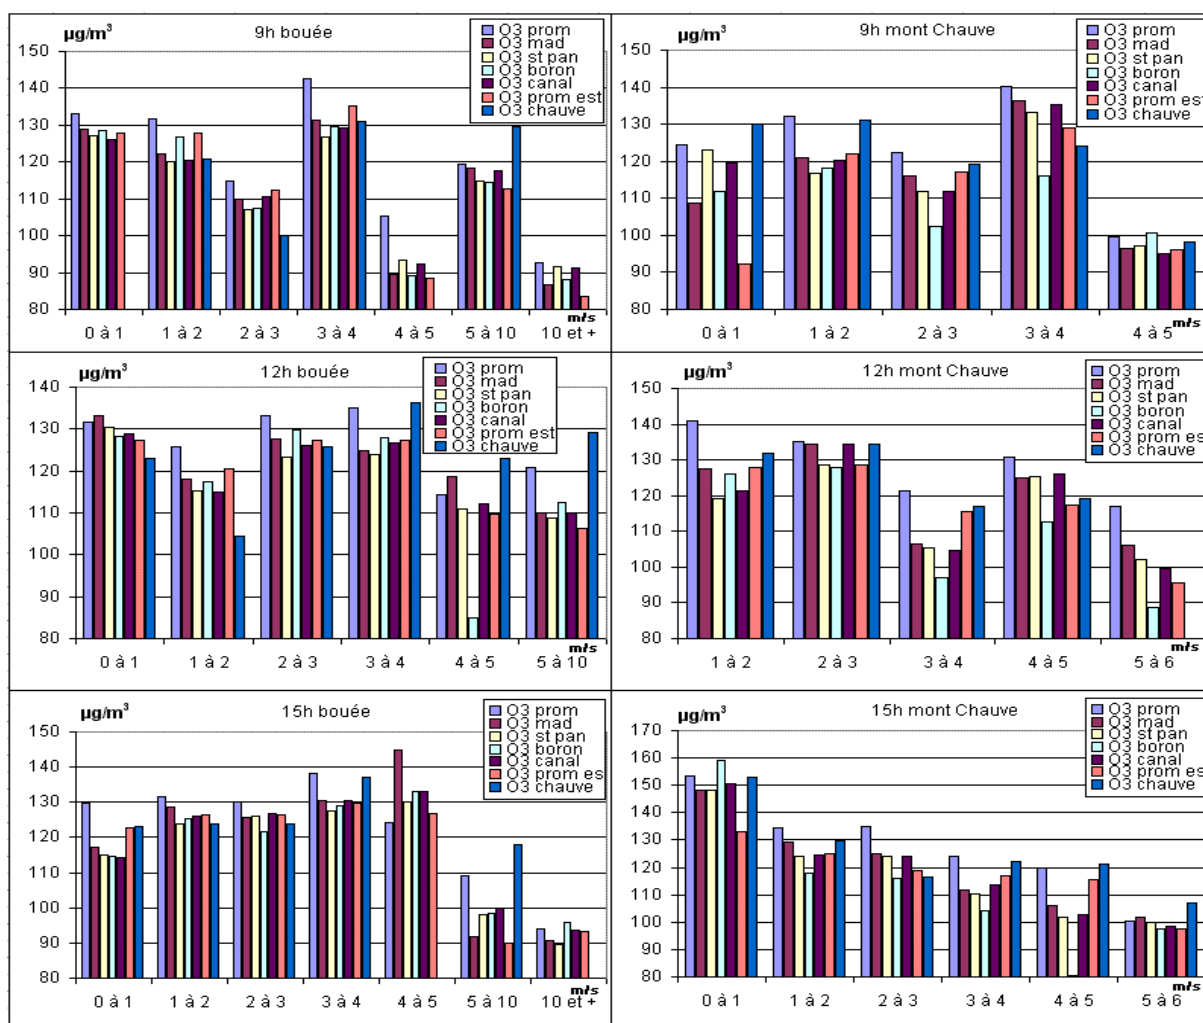 µg/m³
9h bouée
O3 prom
O3 mad
O3 st pan
O3 boron
O3 canal
O3 prom est
O3 chauve
150
140
130
120
110
100
90
80
0 à 1
1 à 2
2 à 3
3 à 4
4 à 5
5 à 10
10 et +
m/s
µg/m³
9h mont Chauve
O3 prom
O3 mad
O3 st pan
O3 boron
O3 canal
O3 prom est
O3 chauve
150
140
130
120
110
100
90
80
0 à 1
1 à 2
2 à 3
3 à 4
4 à 5
m/s
µg/m³
12h bouée
O3 prom
O3 mad
O3 st pan
O3 boron
O3 canal
O3 prom est
O3 chauve
140
130
120
110
100
90
80
0 à 1
1 à 2
2 à 3
3 à 4
4 à 5
5 à 10
m/s
µg/m³
12h mont Chauve
O3 prom
O3 mad
O3 st pan
O3 boron
O3 canal
O3 prom est
O3 chauve
150
140
130
120
110
100
90
80
1 à 2
2 à 3
3 à 4
4 à 5
5 à 6
m/s
µg/m³
15h bouée
O3 prom
O3 mad
O3 st pan
O3 boron
O3 canal
O3 prom es
O3 chauve
150
140
130
120
110
100
90
80
0 à 1
1 à 2
2 à 3
3 à 4
4 à 5
5 à 10
10 et +
m/s
µg/m³
15h mont Chauve
O3 prom
O3 mad
O3 st pan
O3 boron
O3 canal
O3 prom est
O3 chauve
170
160
150
140
130
120
110
100
90
80
0 à 1
1 à 2
2 à 3
3 à 4
4 à 5
5 à 6
m/s